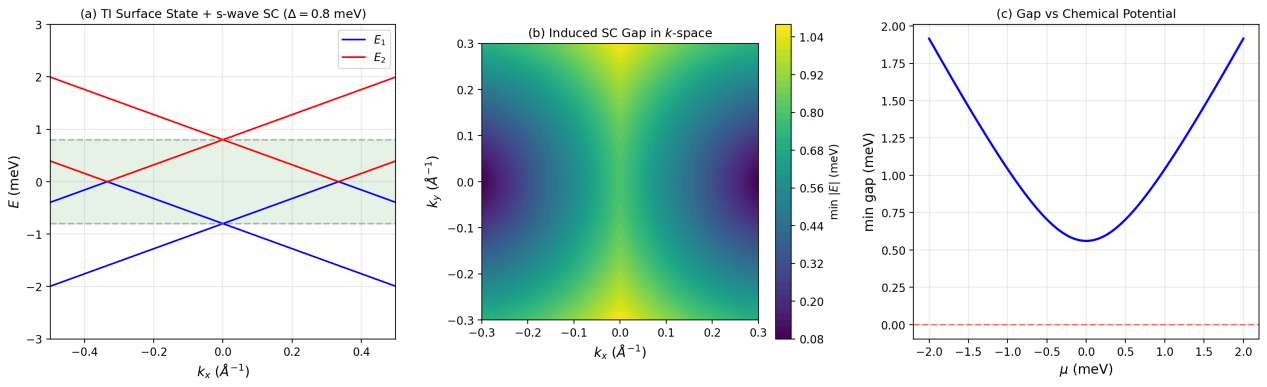 (a) TI Surface State + s-wave SC (Δ = 0.8 meV)
3
2
1
0
−1
−2
−3
E (meV)
−0.4 −0.2 0.0 0.2 0.4
kx (Å⁻¹)
E1
E2
(b) Induced SC Gap in k-space
0.3
0.2
0.1
0.0
−0.1
−0.2
−0.3
ky (Å⁻¹)
−0.3 −0.2 −0.1 0.0 0.1 0.2 0.3
kx (Å⁻¹)
1.04
0.92
0.80
0.68
0.56
0.44
0.32
0.20
0.08
min |E| (meV)
(c) Gap vs Chemical Potential
2.00
1.75
1.50
1.25
1.00
0.75
0.50
0.25
0.00
min gap (meV)
−2.0 −1.5 −1.0 −0.5 0.0 0.5 1.0 1.5 2.0
μ (meV)